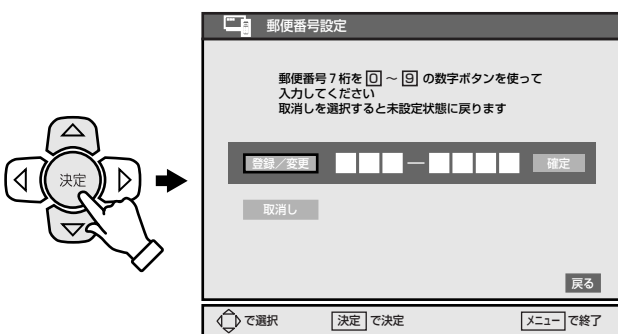 郵便番号設定
郵便番号7桁を 0 ~ 9 の数字ボタンを使って
入力してください
取消しを選択すると未設定状態に戻ります
決定
登録/変更 ー 確定
取消し
戻る
で選択 決定 で決定 メニュー で終了